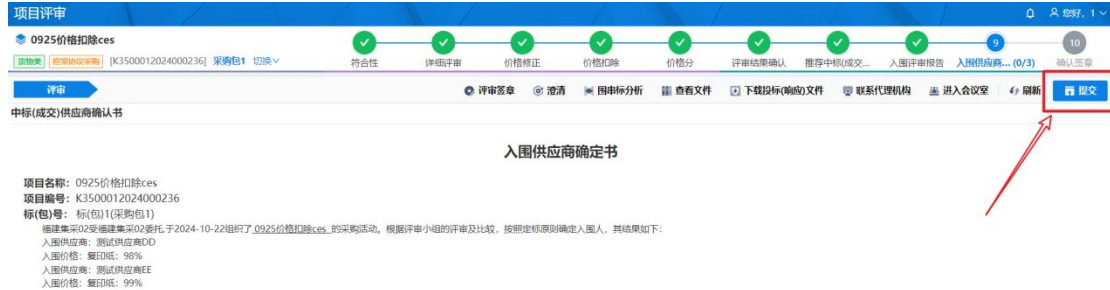 项目评审
您好，1
0925价格扣除ces
货物类 框架协议采购 [K3500012024000236] 采购包1 切换
符合性 详细评审 价格修正 价格扣除 价格分 评审结果确认 推荐中标(成交... 入围评审报告 9 入围供应商... (0/3) 10 确认签章
评审
评审签章 澄清 围串标分析 查看文件 下载投标(响应)文件 联系代理机构 进入会议室 刷新 提交
中标(成交)供应商确认书
入围供应商确定书
项目名称：0925价格扣除ces
项目编号：K3500012024000236
标(包)号：标(包)1(采购包1)
福建集采02受福建集采02委托,于2024-10-22组织了 0925价格扣除ces 的采购活动。根据评审小组的评审及比较，按照定标原则确定入围人，其结果如下：
入围供应商：测试供应商DD
入围价格：复印纸：98%
入围供应商：测试供应商EE
入围价格：复印纸：99%